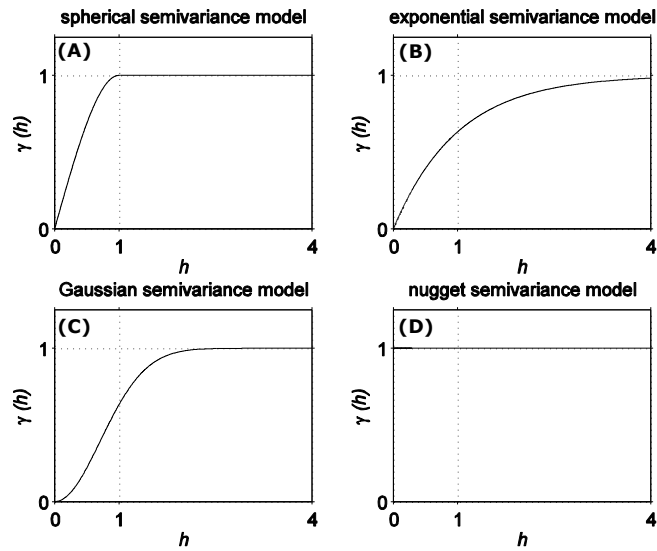 spherical semivariance model
(A)
1
γ (h)
0
0 1 4
h
exponential semivariance model
(B)
1
γ (h)
0
0 1 4
h
Gaussian semivariance model
(C)
1
γ (h)
0
0 1 4
h
nugget semivariance model
(D)
1
γ (h)
0
0 1 4
h